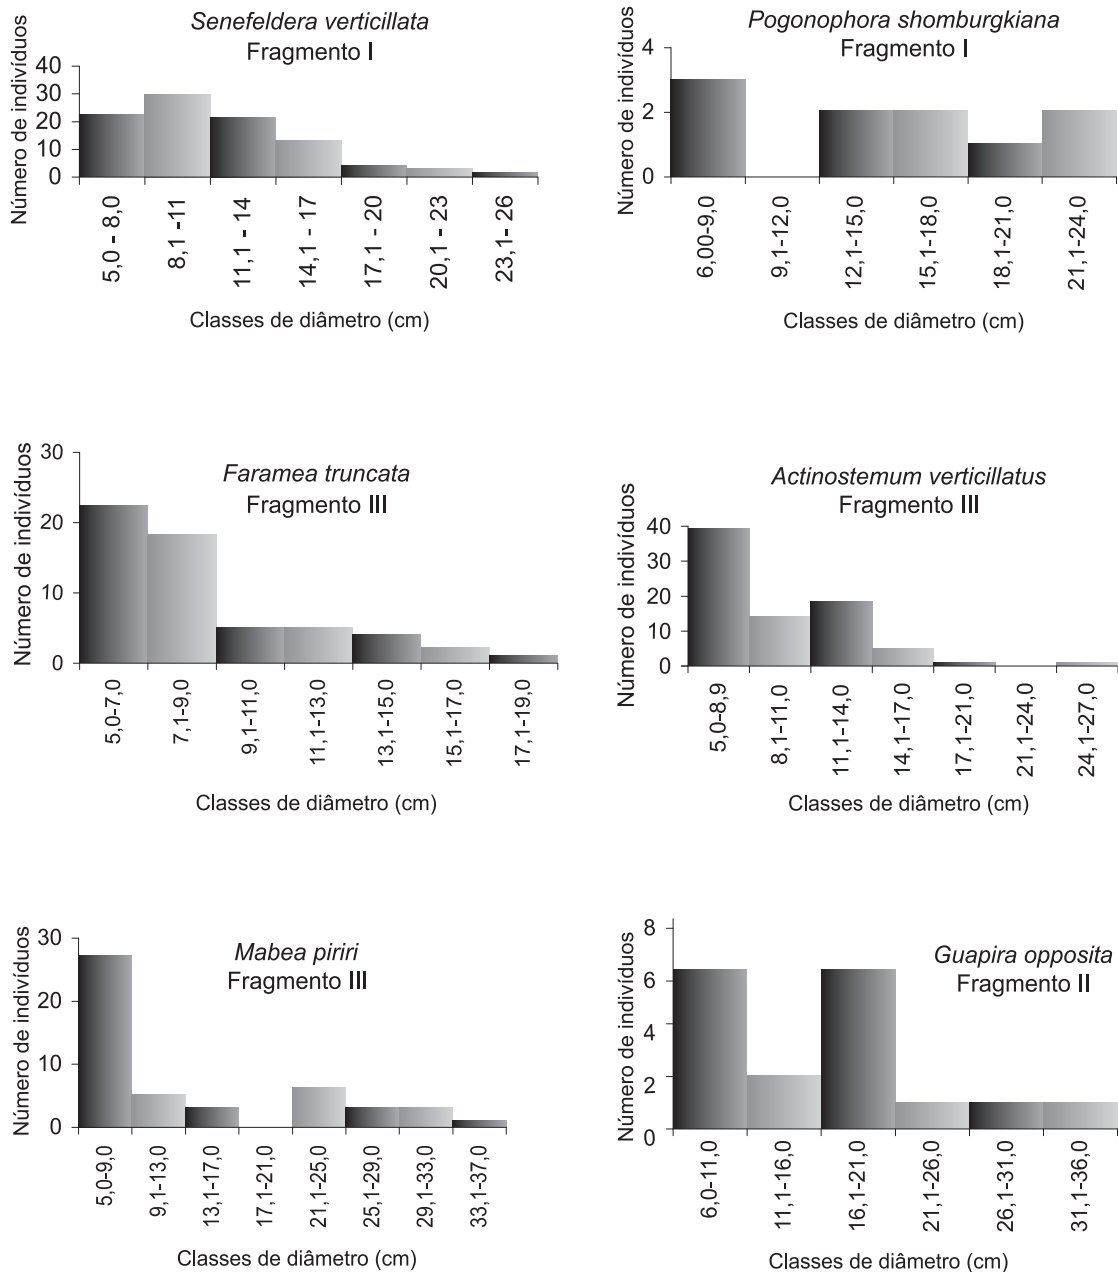 Senefeldera verticillata
Fragmento I
Número de indivíduos
40
30
20
10
0
5,0 - 8,0
8,1 -11
11,1 - 14
14,1 - 17
17,1 - 20
20,1 - 23
23,1- 26
Classes de diâmetro (cm)
Pogonophora shomburgkiana
Fragmento I
Número de indivíduos
4
2
0
6,00-9,0
9,1-12,0
12,1-15,0
15,1-18,0
18,1-21,0
21,1-24,0
Classes de diâmetro (cm)
Faramea truncata
Fragmento III
Número de indivíduos
30
20
10
0
5,0-7,0
7,1-9,0
9,1-11,0
11,1-13,0
13,1-15,0
15,1-17,0
17,1-19,0
Classes de diâmetro (cm)
Actinostemum verticillatus
Fragmento III
Número de indivíduos
40
30
20
10
0
5,0-8,9
8,1-11,0
11,1-14,0
14,1-17,0
17,1-21,0
21,1-24,0
24,1-27,0
Classes de diâmetro (cm)
Mabea piriri
Fragmento III
Número de indivíduos
30
20
10
0
5,0-9,0
9,1-13,0
13,1-17,0
17,1-21,0
21,1-25,0
25,1-29,0
29,1-33,0
33,1-37,0
Classes de diâmetro (cm)
Guapira opposita
Fragmento II
Número de indivíduos
8
6
4
2
0
6,0-11,0
11,1-16,0
16,1-21,0
21,1-26,0
26,1-31,0
31,1-36,0
Classes de diâmetro (cm)